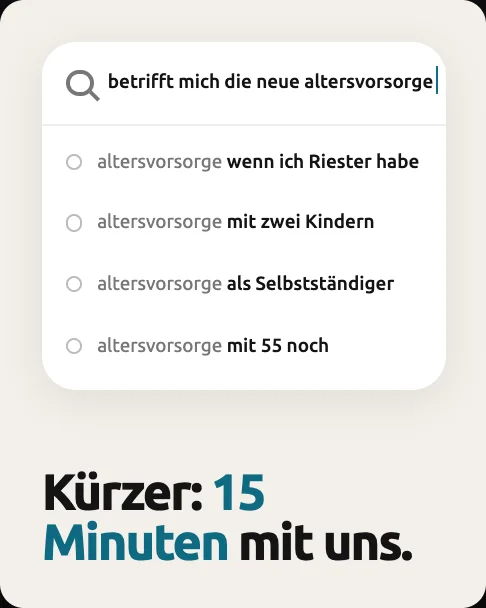 betrifft mich die neue altersvorsorge
altersvorsorge wenn ich Riester habe
altersvorsorge mit zwei Kindern
altersvorsorge als Selbstständiger
altersvorsorge mit 55 noch
Kürzer: 15
Minuten mit uns.